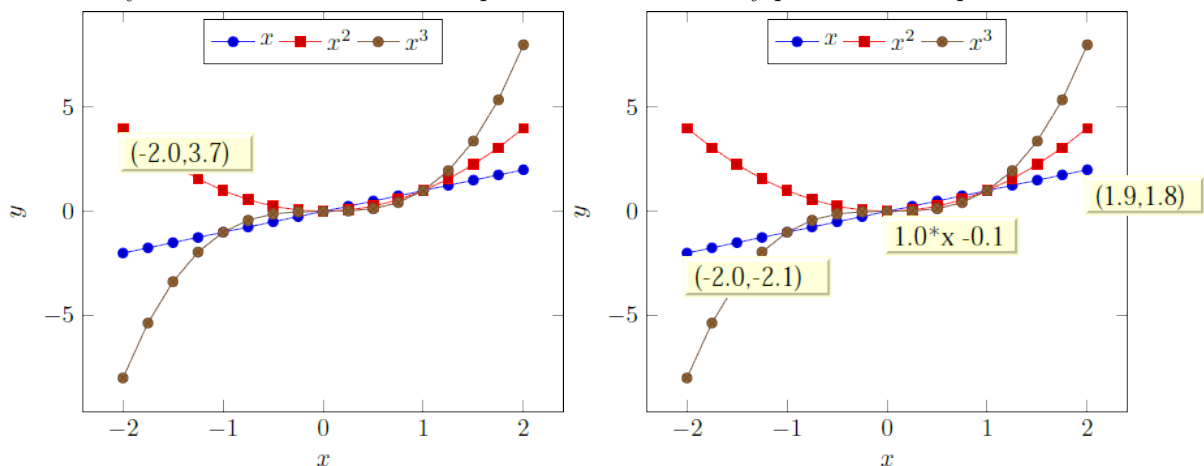 x x² x³
5
(-2.0,3.7)
y
0
−5
−2 −1 0 1 2
x
x x² x³
5
(1.9,1.8)
y
0
1.0*x -0.1
(-2.0,-2.1)
−5
−2 −1 0 1 2
x